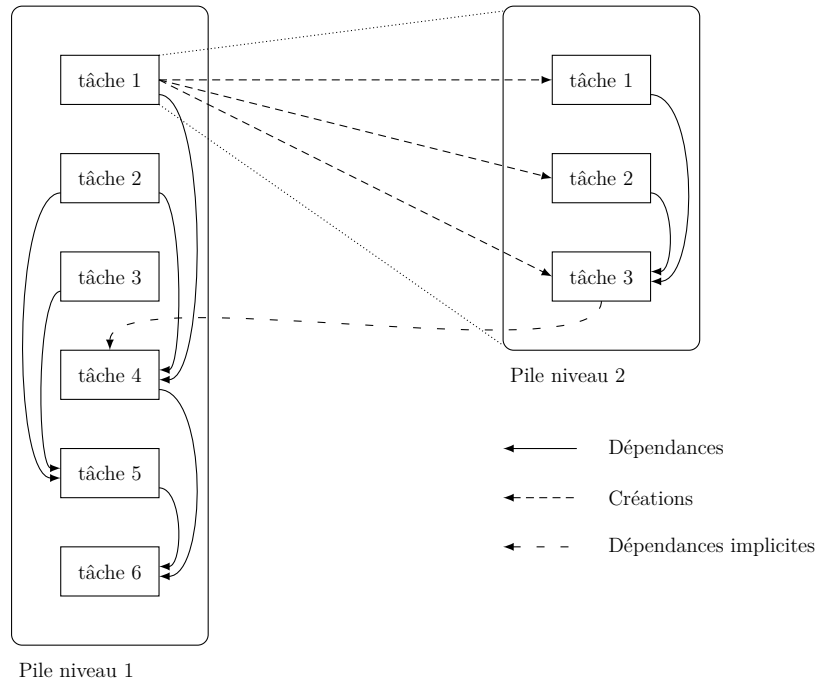 tâche 1
tâche 2
tâche 3
tâche 4
tâche 5
tâche 6
Pile niveau 1
tâche 1
tâche 2
tâche 3
Pile niveau 2
Dépendances
Créations
Dépendances implicites